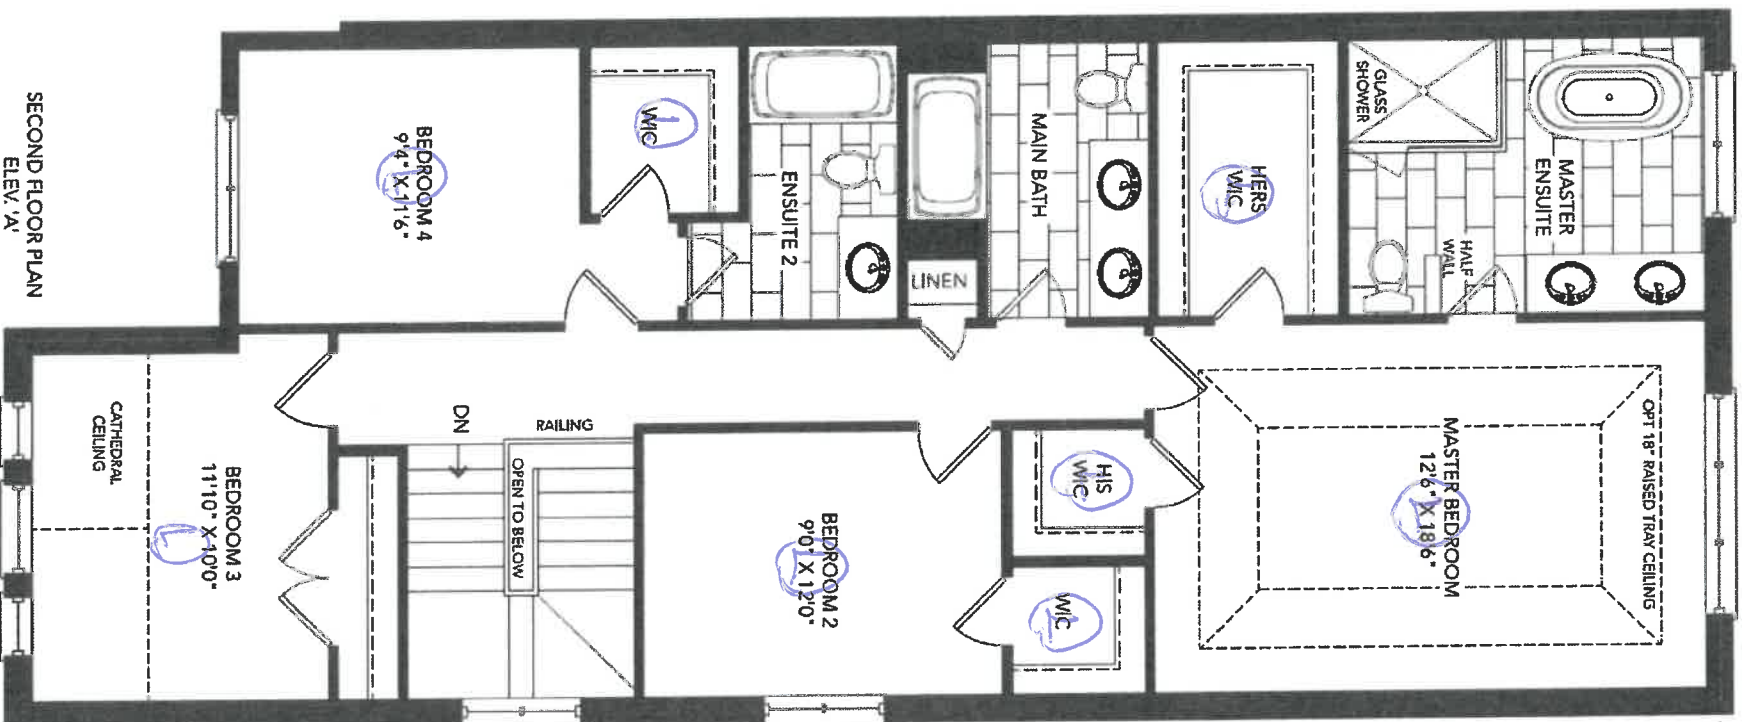 SECOND FLOOR PLAN
ELEV. 'A'
BEDROOM 4
9'4" X 11'6"
WIC
ENSUITE 2
LINEN
MAIN BATH
HERS
WIC
GLASS
SHOWER
MASTER
ENSUITE
HALF
WALL
CATHEDRAL
CEILING
BEDROOM 3
11'10" X 10'0"
DN
RAILING
OPEN TO BELOW
BEDROOM 2
9'0" X 12'0"
HIS
WIC
WIC
MASTER BEDROOM
12'6" X 18'6"
OPT 18" RAISED TRAY CEILING